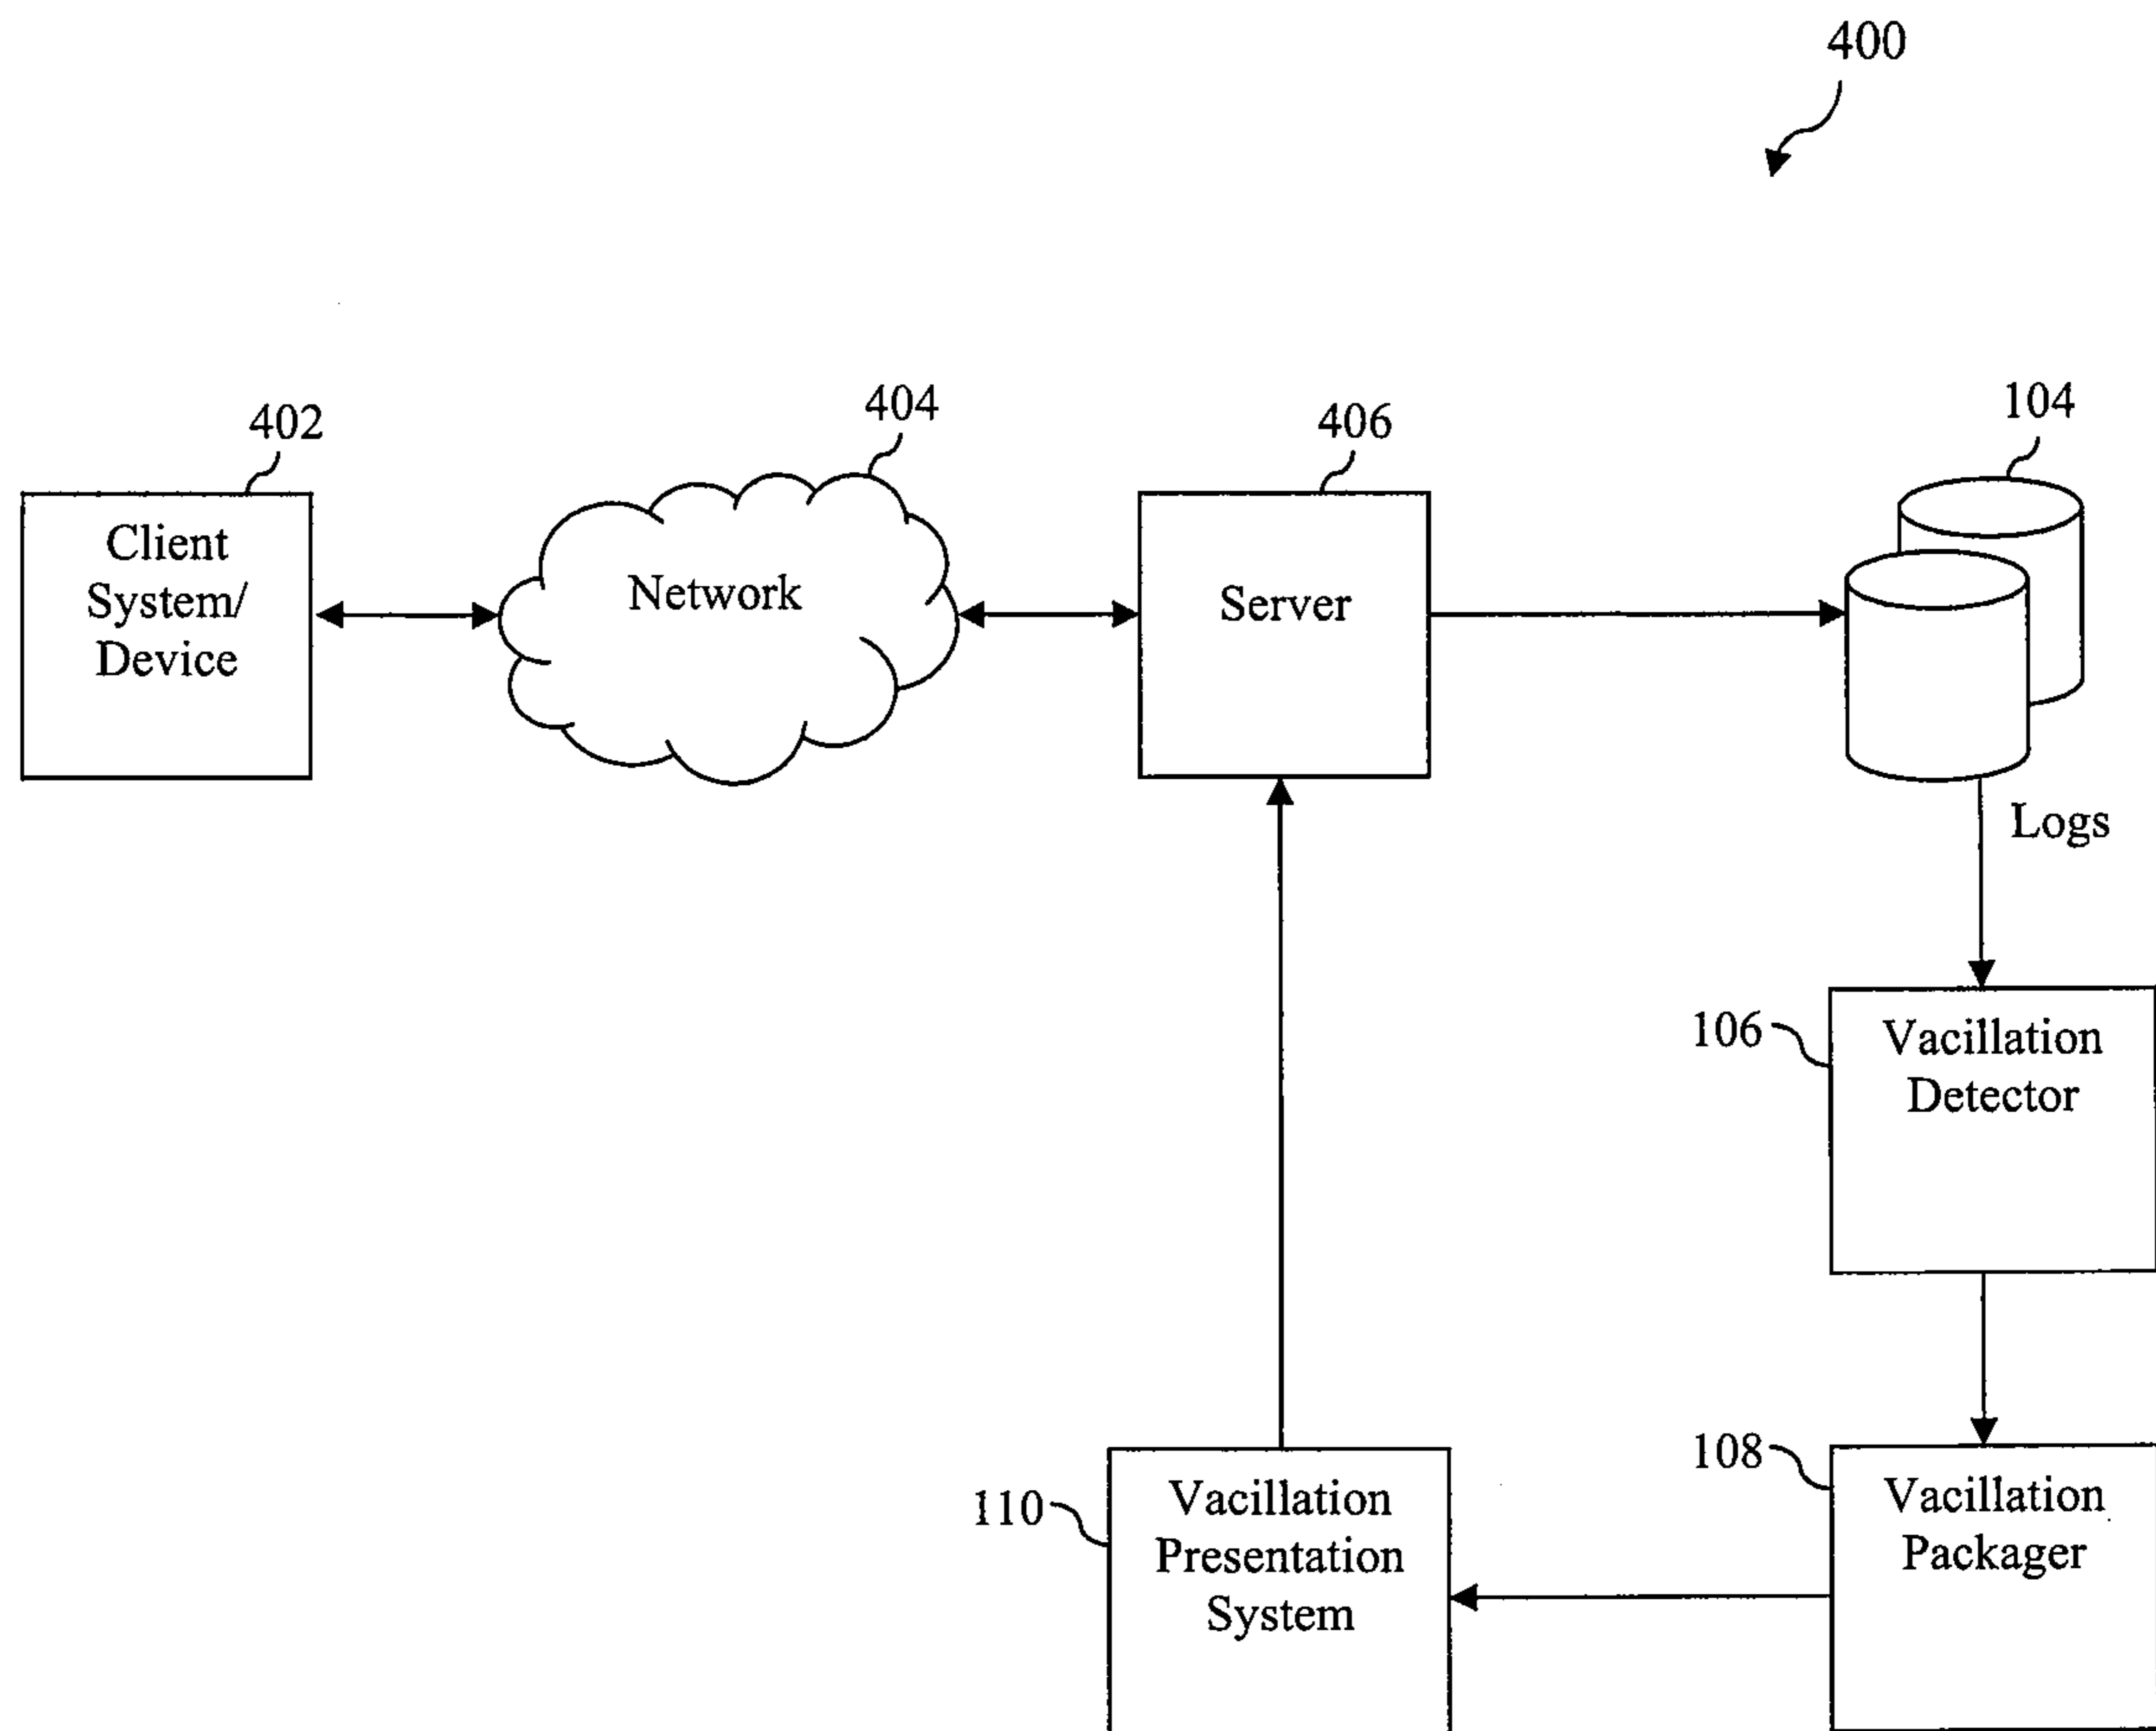 400
402
404
406
104
Client
System/
Device
Network
Server
Logs
106
Vacillation
Detector
108
Vacillation
Packager
110
Vacillation
Presentation
System